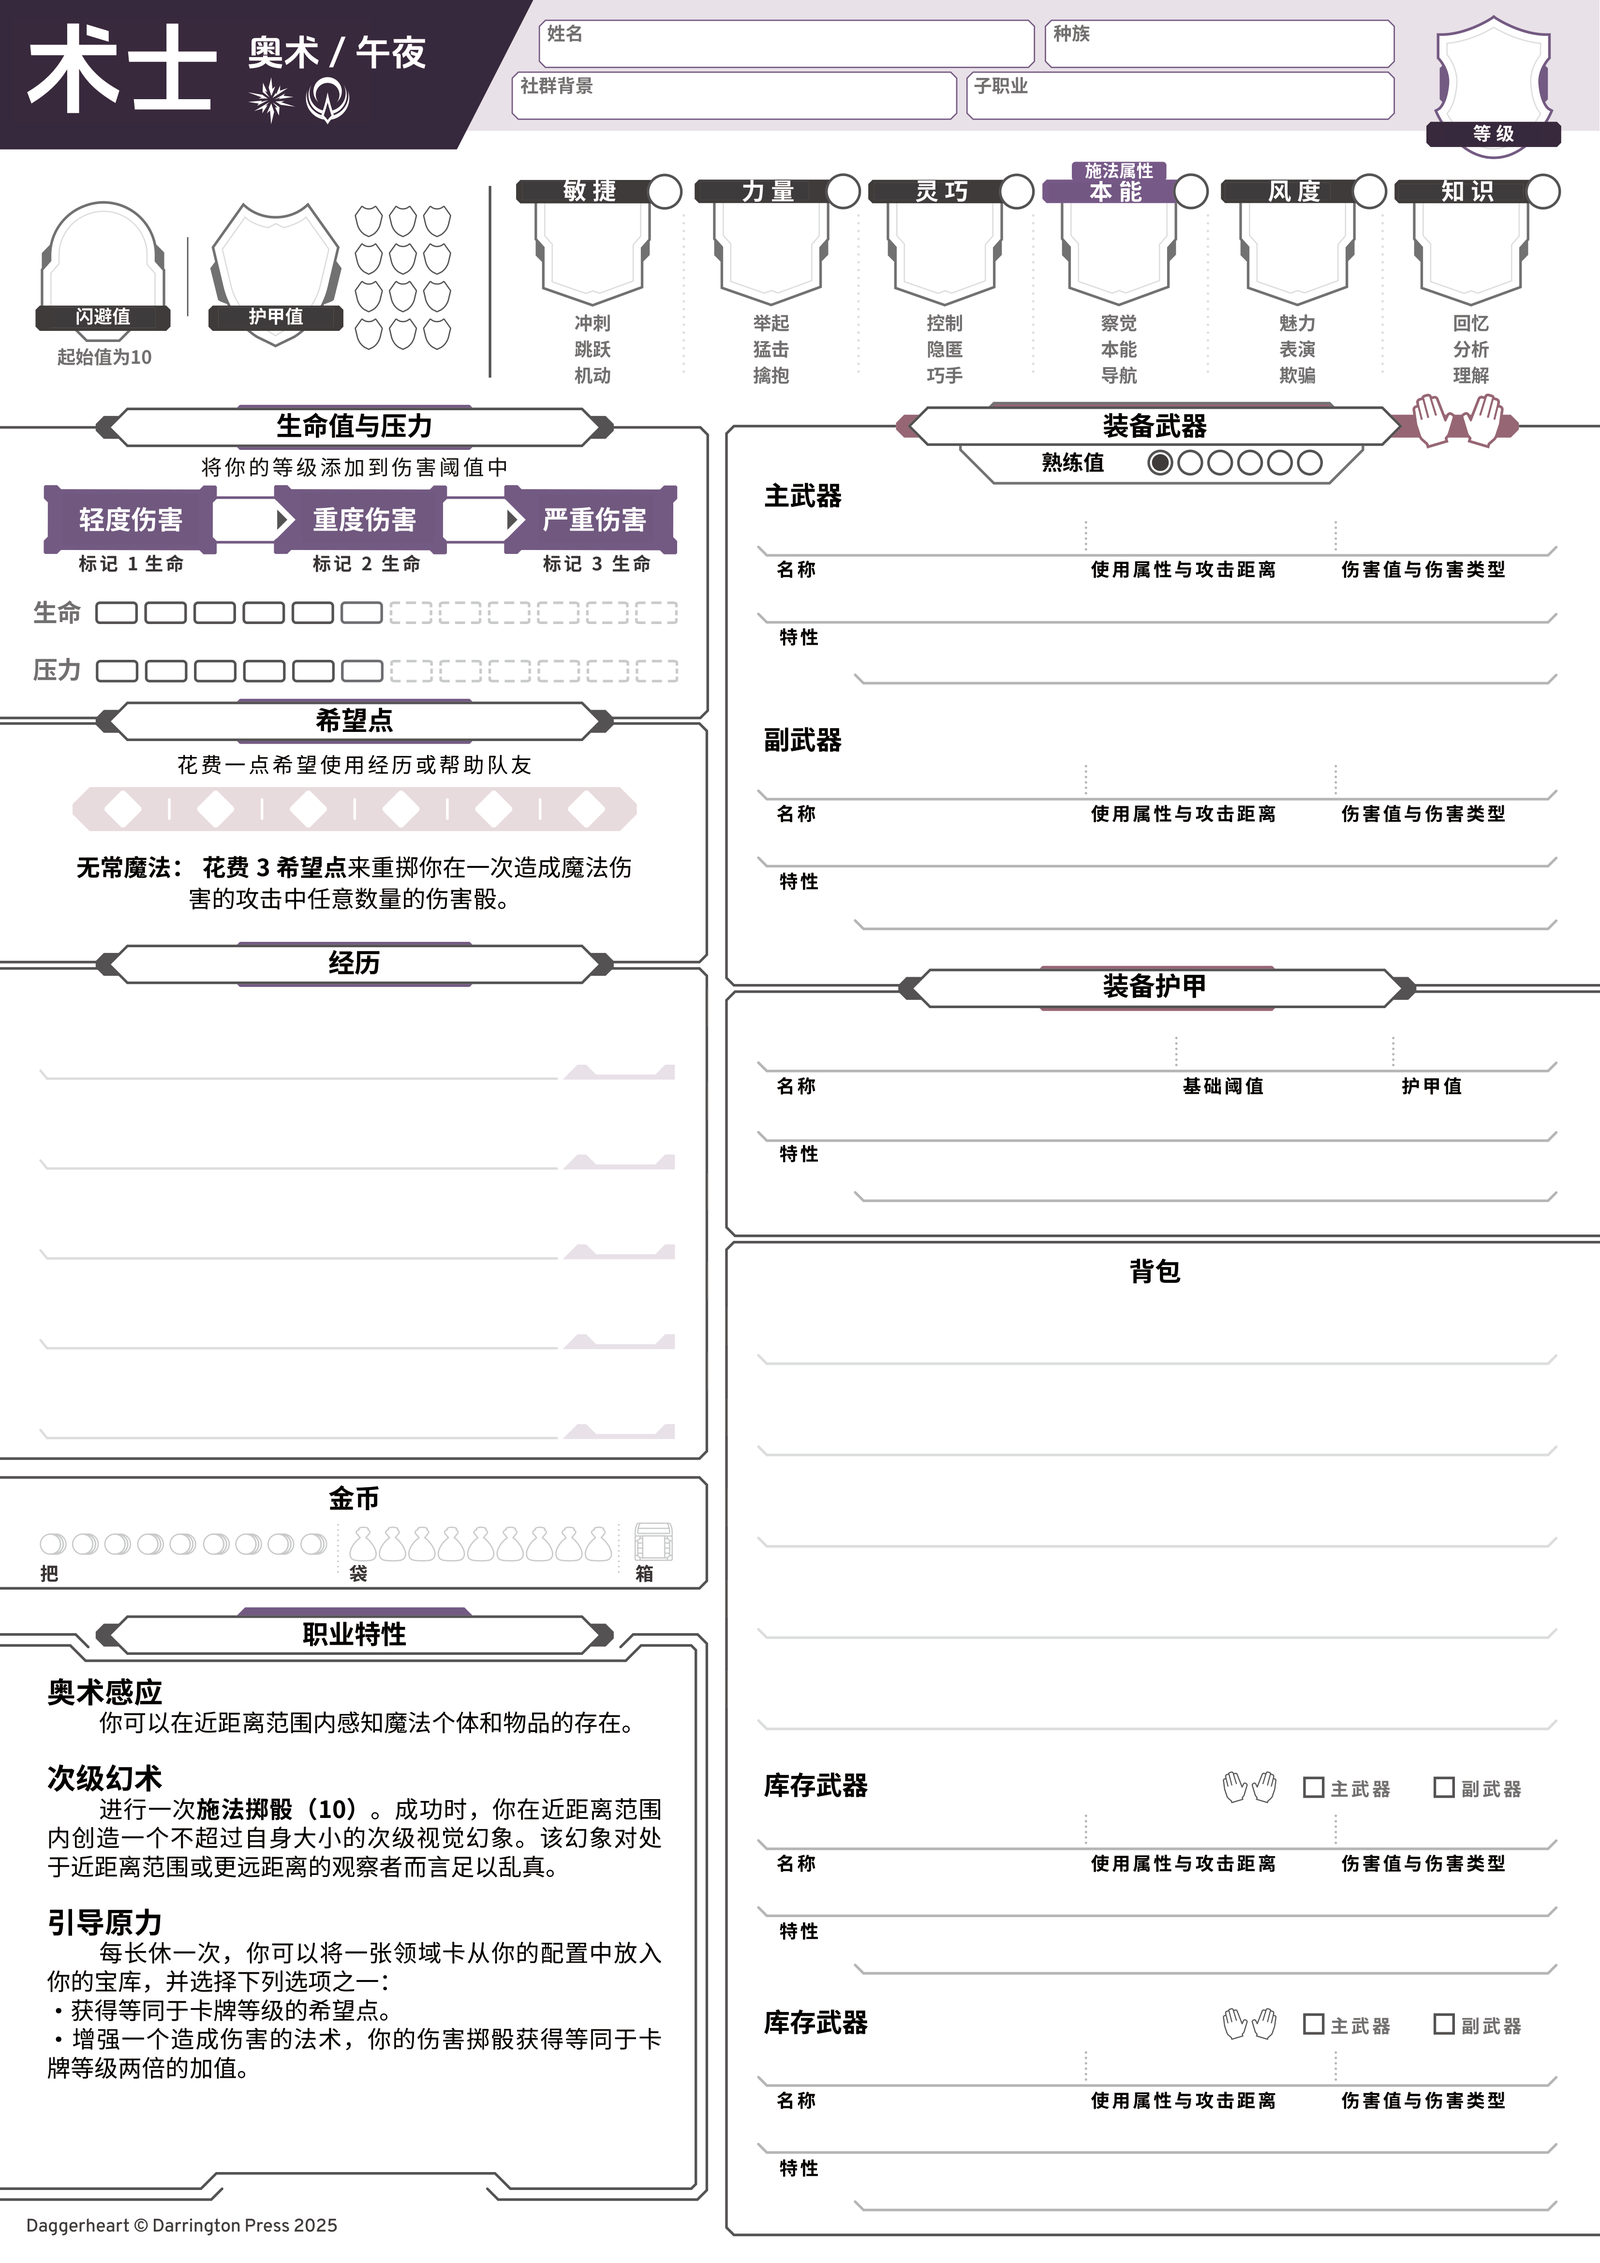 术士
奥术 / 午夜
姓名
种族
社群背景
子职业
等级
闪避值
起始值为10
护甲值
敏捷
冲刺
跳跃
机动
力量
举起
猛击
擒抱
灵巧
控制
隐匿
巧手
施法属性
本能
察觉
本能
导航
风度
魅力
表演
欺骗
知识
回忆
分析
理解
生命值与压力
将你的等级添加到伤害阈值中
轻度伤害
重度伤害
严重伤害
标记 1 生命
标记 2 生命
标记 3 生命
生命
压力
希望点
花费一点希望使用经历或帮助队友
无常魔法： 花费 3 希望点来重掷你在一次造成魔法伤
害的攻击中任意数量的伤害骰。
经历
金币
把
袋
箱
职业特性
奥术感应
你可以在近距离范围内感知魔法个体和物品的存在。
次级幻术
进行一次施法掷骰（10）。成功时，你在近距离范围
内创造一个不超过自身大小的次级视觉幻象。该幻象对处
于近距离范围或更远距离的观察者而言足以乱真。
引导原力
每长休一次，你可以将一张领域卡从你的配置中放入
你的宝库，并选择下列选项之一：
• 获得等同于卡牌等级的希望点。
• 增强一个造成伤害的法术，你的伤害掷骰获得等同于卡
牌等级两倍的加值。
Daggerheart © Darrington Press 2025
装备武器
熟练值
主武器
名称
使用属性与攻击距离
伤害值与伤害类型
特性
副武器
名称
使用属性与攻击距离
伤害值与伤害类型
特性
装备护甲
名称
基础阈值
护甲值
特性
背包
库存武器
主武器
副武器
名称
使用属性与攻击距离
伤害值与伤害类型
特性
库存武器
主武器
副武器
名称
使用属性与攻击距离
伤害值与伤害类型
特性